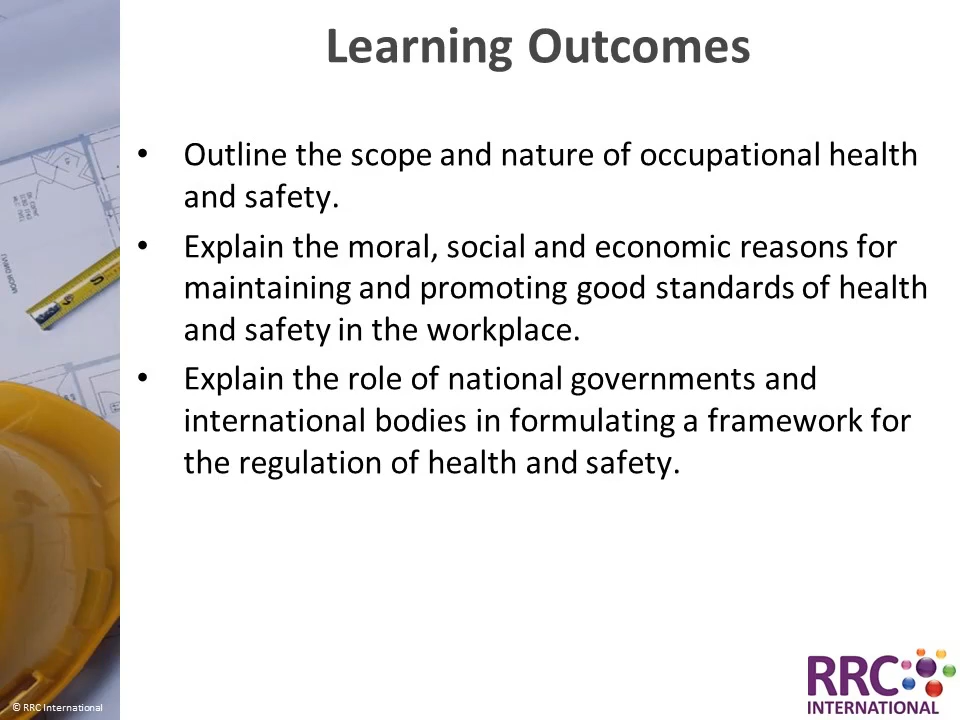 Learning Outcomes
• Outline the scope and nature of occupational health
and safety.
• Explain the moral, social and economic reasons for
maintaining and promoting good standards of health
and safety in the workplace.
• Explain the role of national governments and
international bodies in formulating a framework for
the regulation of health and safety.
© RRC International
RRC
INTERNATIONAL